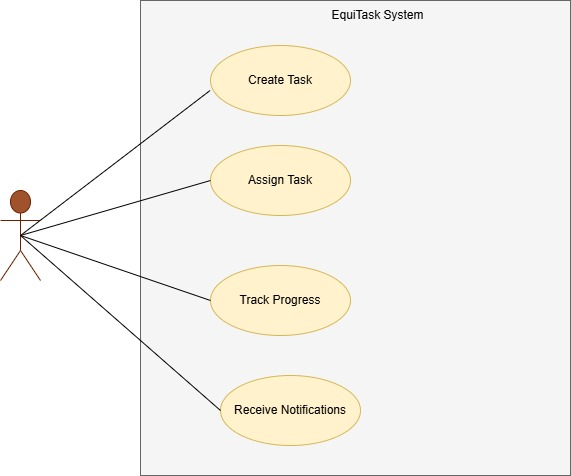 EquiTask System
Create Task
Assign Task
Track Progress
Receive Notifications